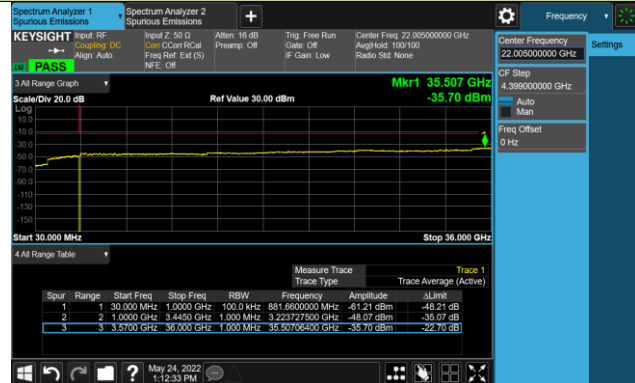 Spectrum Analyzer 1
Spurious Emissions
Spectrum Analyzer 2
Spurious Emissions
+
Frequency
KEYSIGHT
Input: RF
Coupling: DC
Align: Auto
Input Z: 50 Ω
Corr CCorr RCal
Freq Ref: Ext (S)
NFE: Off
Atten: 16 dB
Preamp: Off
Trig: Free Run
Gate: Off
IF Gain: Low
Center Freq: 22.005000000 GHz
Avg|Hold: 100/100
Radio Std: None
PASS
3 All Range Graph
Mkr1 35.507 GHz
-35.70 dBm
Scale/Div 20.0 dB
Ref Value 30.00 dBm
Log
10.0
-10.0
-30.0
-50.0
-70.0
-90.0
-110
-130
-150
Start 30.000 MHz
Stop 36.000 GHz
4 All Range Table
Measure Trace Trace 1
Trace Type Trace Average (Active)
Spur Range Start Freq Stop Freq RBW Frequency Amplitude ΔLimit
1 1 30.000 MHz 1.0000 GHz 100.0 kHz 881.6600000 MHz -61.21 dBm -48.21 dB
2 2 1.0000 GHz 3.4450 GHz 1.000 MHz 3.223727500 GHz -48.07 dBm -35.07 dB
3 3 3.5700 GHz 36.000 GHz 1.000 MHz 35.50706400 GHz -35.70 dBm -22.70 dB
Center Frequency
22.005000000 GHz
Settings
CF Step
4.399000000 GHz
Auto
Man
Freq Offset
0 Hz
?
May 24, 2022
1:12:33 PM